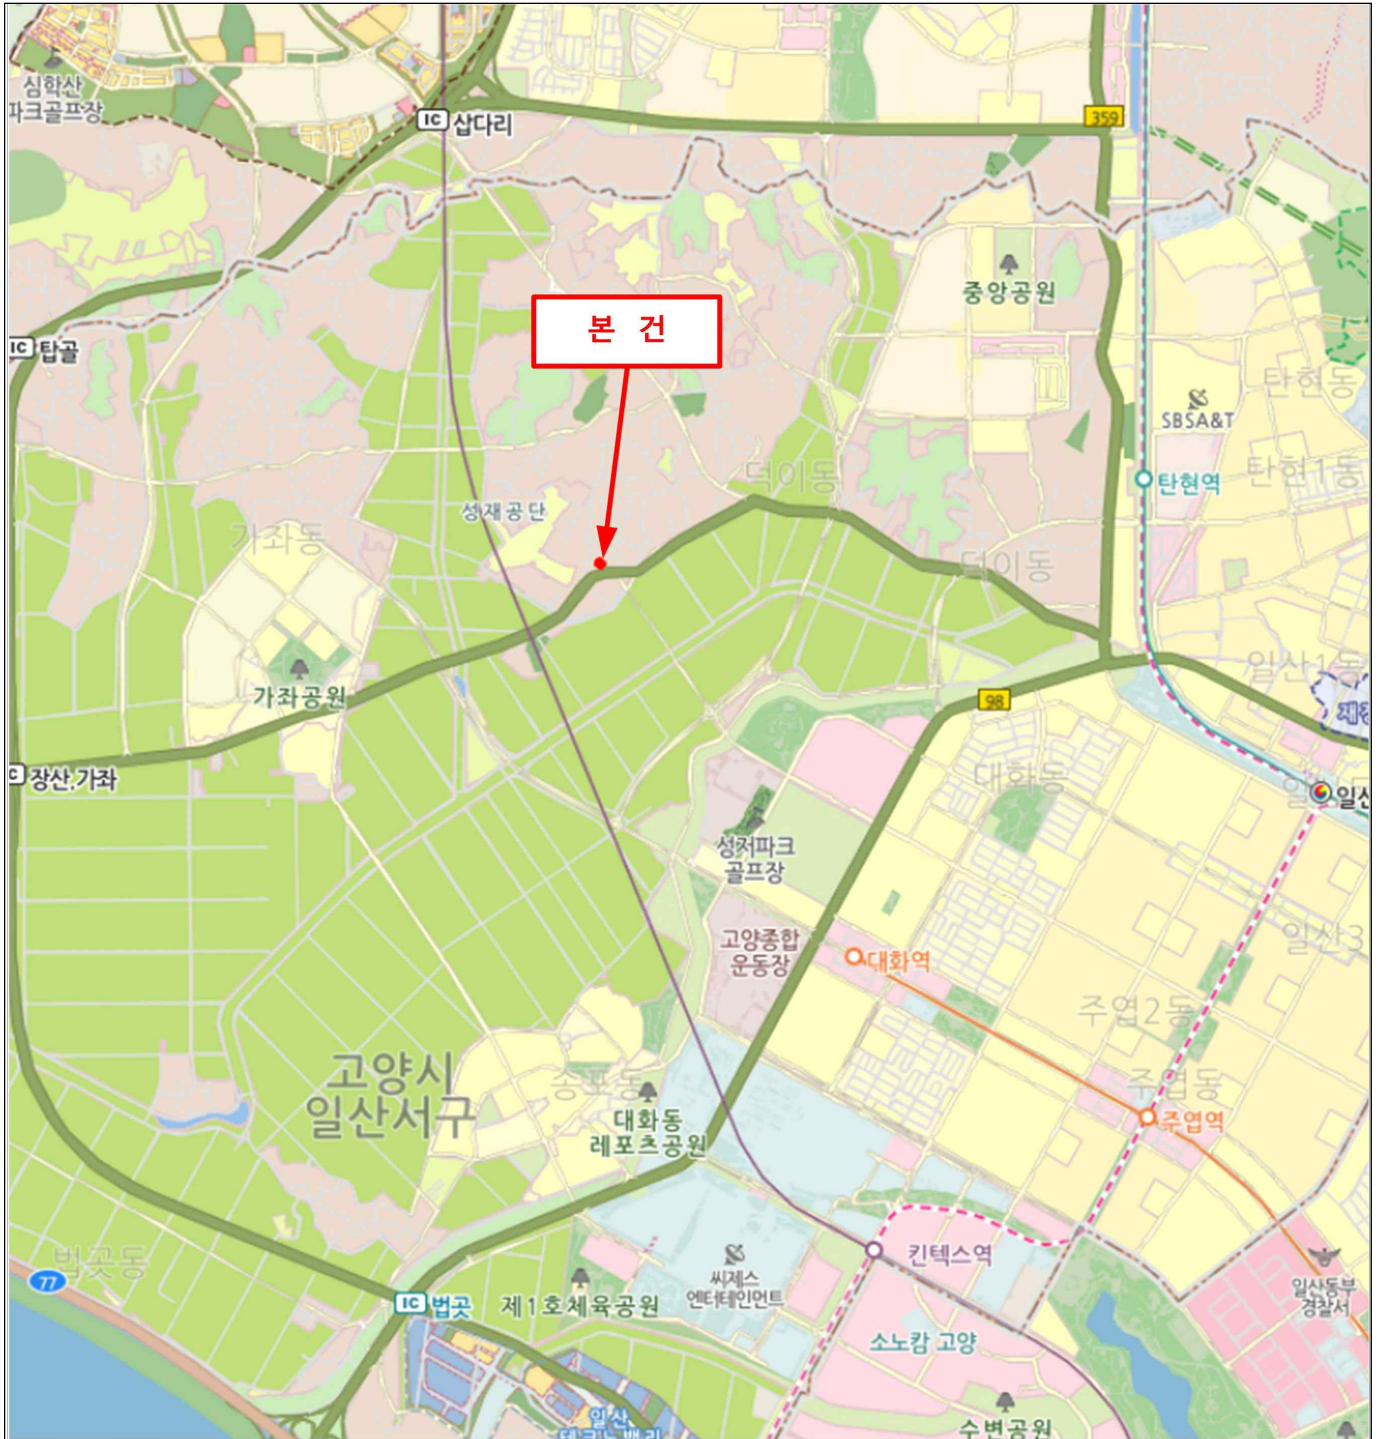 심학산
파크골프장
IC 삽다리
359
중앙공원
본 건
IC 탑골
탄현동
SBSA&T
덕이동
탄현1동
탄현역
성재공단
가좌동
덕이동
일산1동
가좌공원
98
장산.가좌
대화동
성저파크
골프장
고양종합
운동장
대화역
일산3
주엽2동
고양시
일산서구
송포동
주엽동
대화동
레포츠공원
주엽역
법곳동
77
킨텍스역
씨제스
엔터테인먼트
일산동부
경찰서
IC 법곳
제1호체육공원
소노캄 고양
수변공원
일산